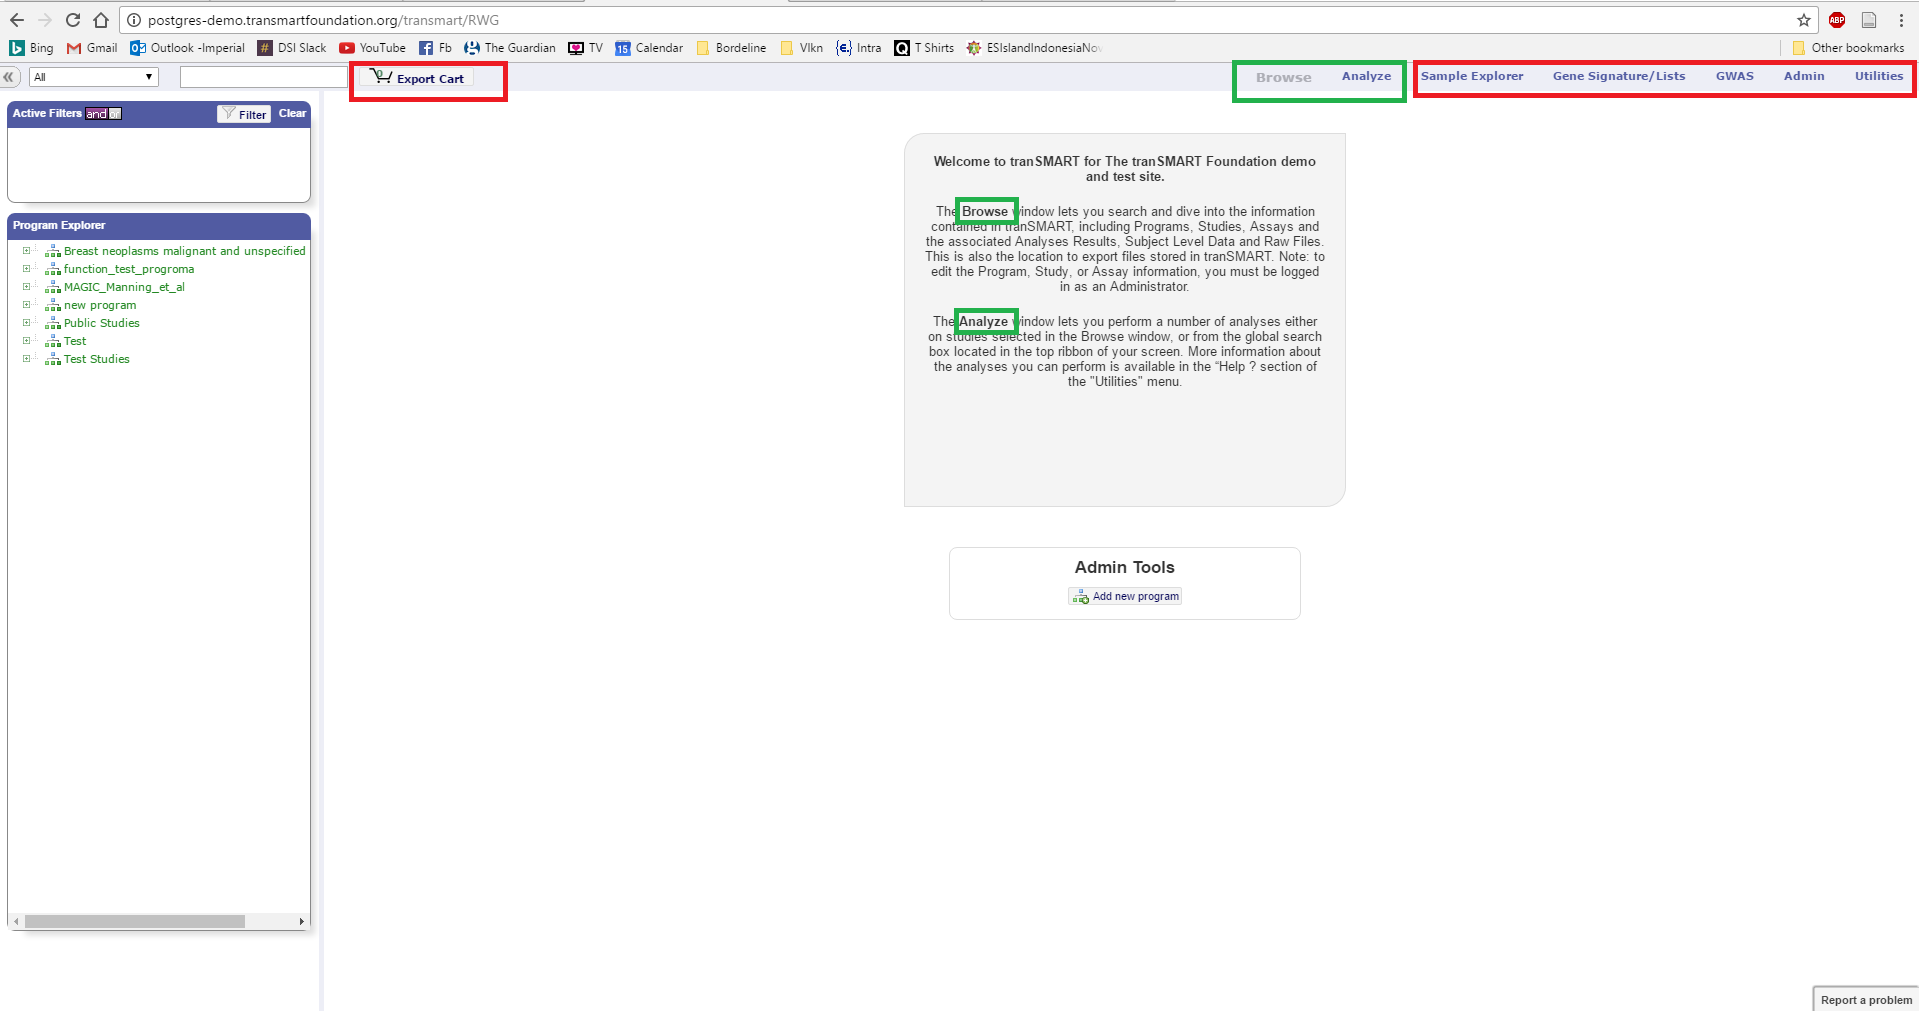 postgres-demo.transmartfoundation.org/transmart/RWG
ABP
Bing Gmail Outlook -Imperial DSI Slack YouTube Fb The Guardian TV 15 Calendar Bordeline Vlkn {e.} Intra Q T Shirts ESIslandIndonesiaNov Other bookmarks
All 0 Export Cart Browse Analyze Sample Explorer Gene Signature/Lists GWAS Admin Utilities
Active Filters and or Filter Clear
Program Explorer
Breast neoplasms malignant and unspecified
function_test_programa
MAGIC_Manning_et_al
new program
Public Studies
Test
Test Studies
Welcome to tranSMART for The tranSMART Foundation demo
and test site.
The Browse window lets you search and dive into the information
contained in tranSMART, including Programs, Studies, Assays and
the associated Analyses Results, Subject Level Data and Raw Files.
This is also the location to export files stored in tranSMART. Note: to
edit the Program, Study, or Assay information, you must be logged
in as an Administrator.
The Analyze window lets you perform a number of analyses either
on studies selected in the Browse window, or from the global search
box located in the top ribbon of your screen. More information about
the analyses you can perform is available in the “Help ? section of
the "Utilities" menu.
Admin Tools
Add new program
Report a problem